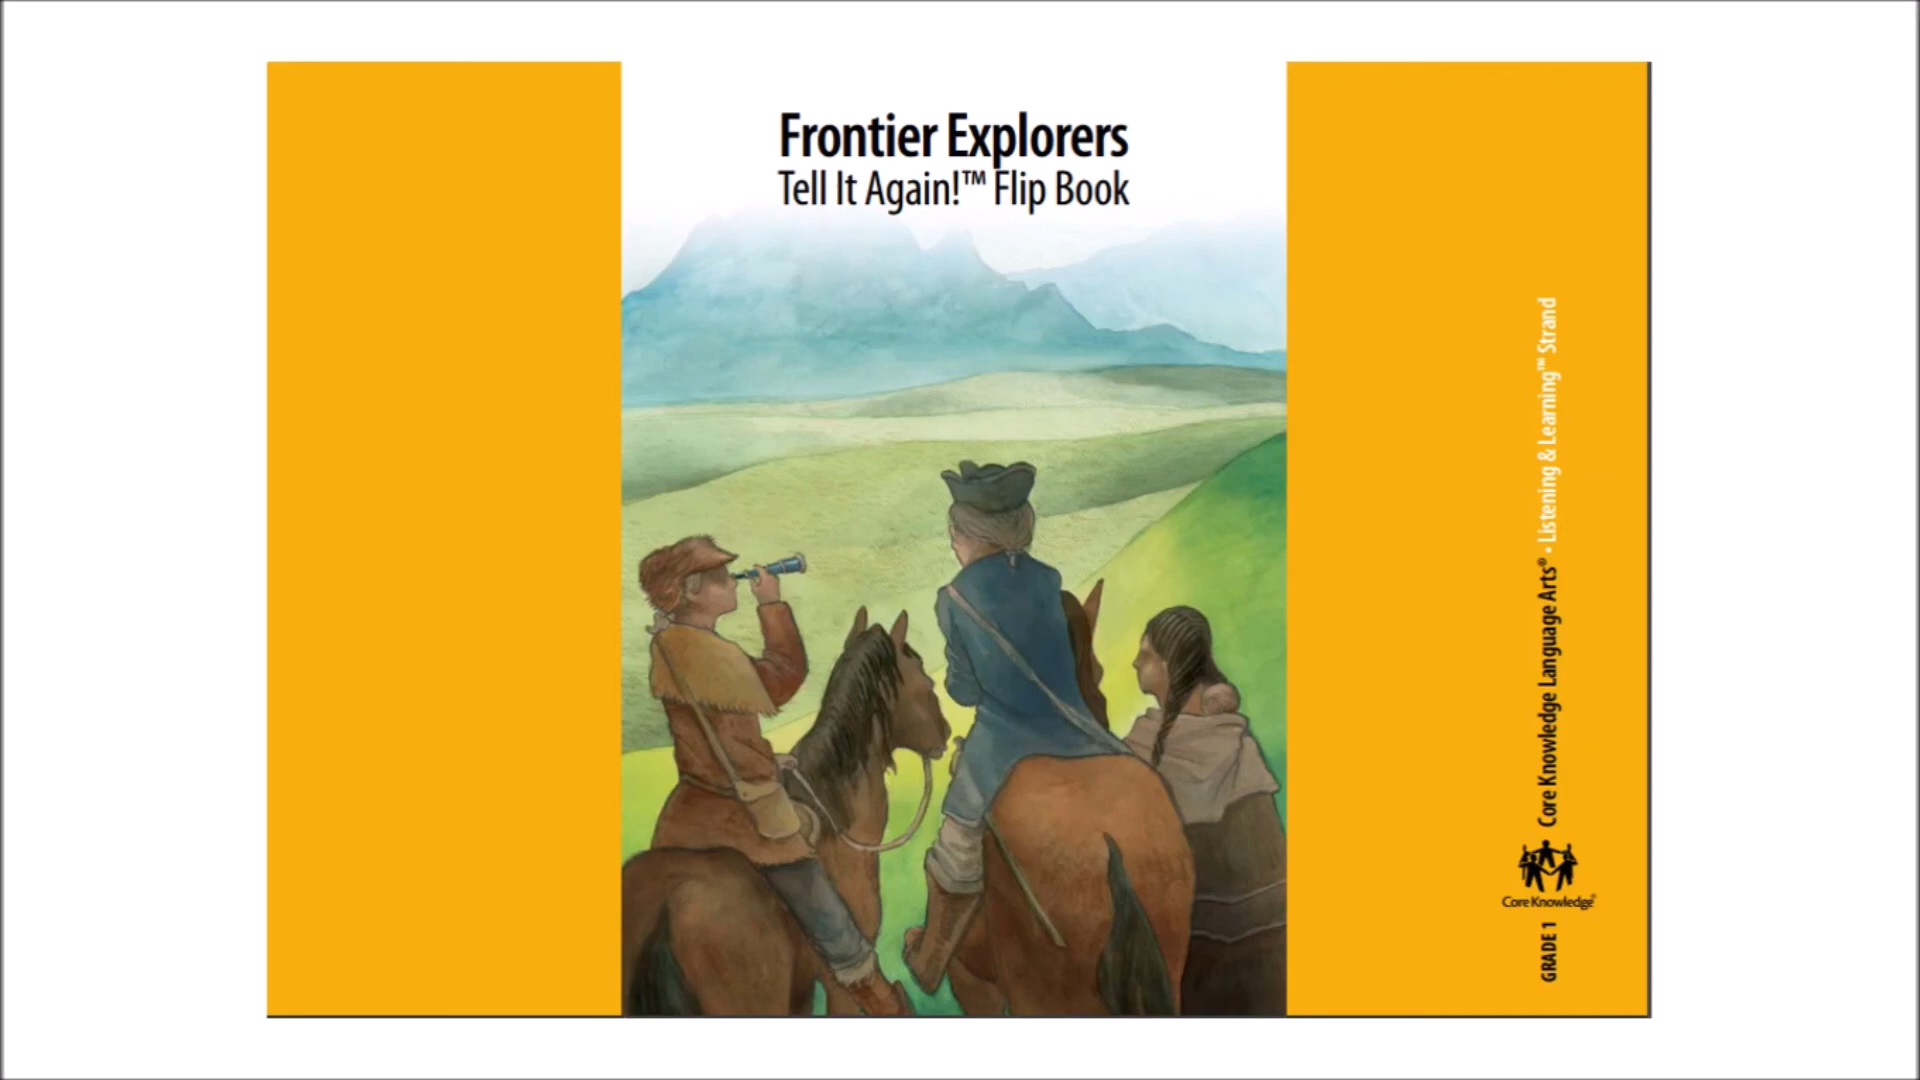 Frontier Explorers
Tell It Again!™ Flip Book
Core Knowledge Language Arts® • Listening & Learning™ Strand
Core Knowledge®
GRADE 1